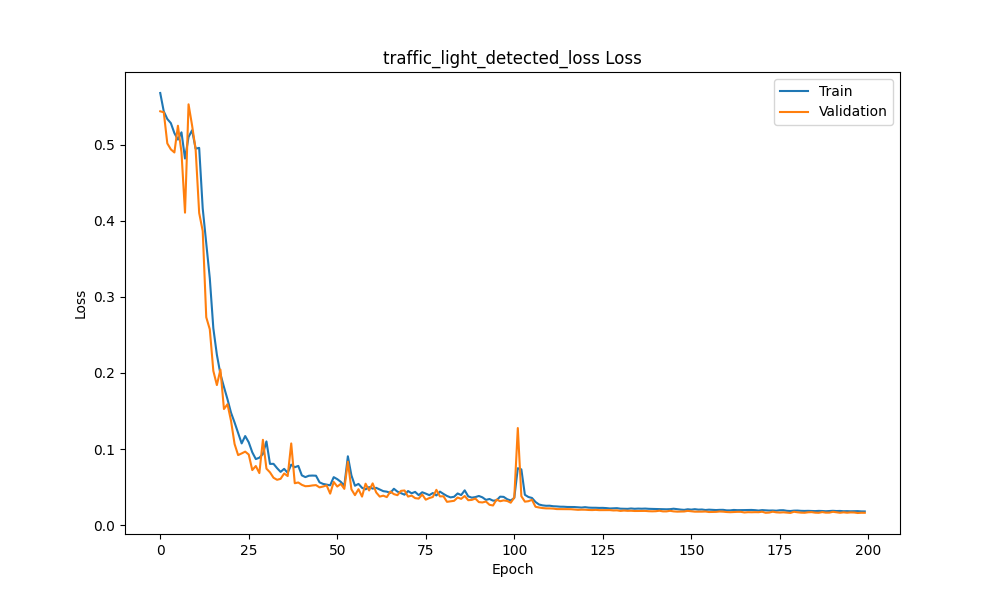 traffic_light_detected_loss Loss
Train
Validation
0.5
0.4
0.3
0.2
0.1
0.0
Loss
0 25 50 75 100 125 150 175 200
Epoch